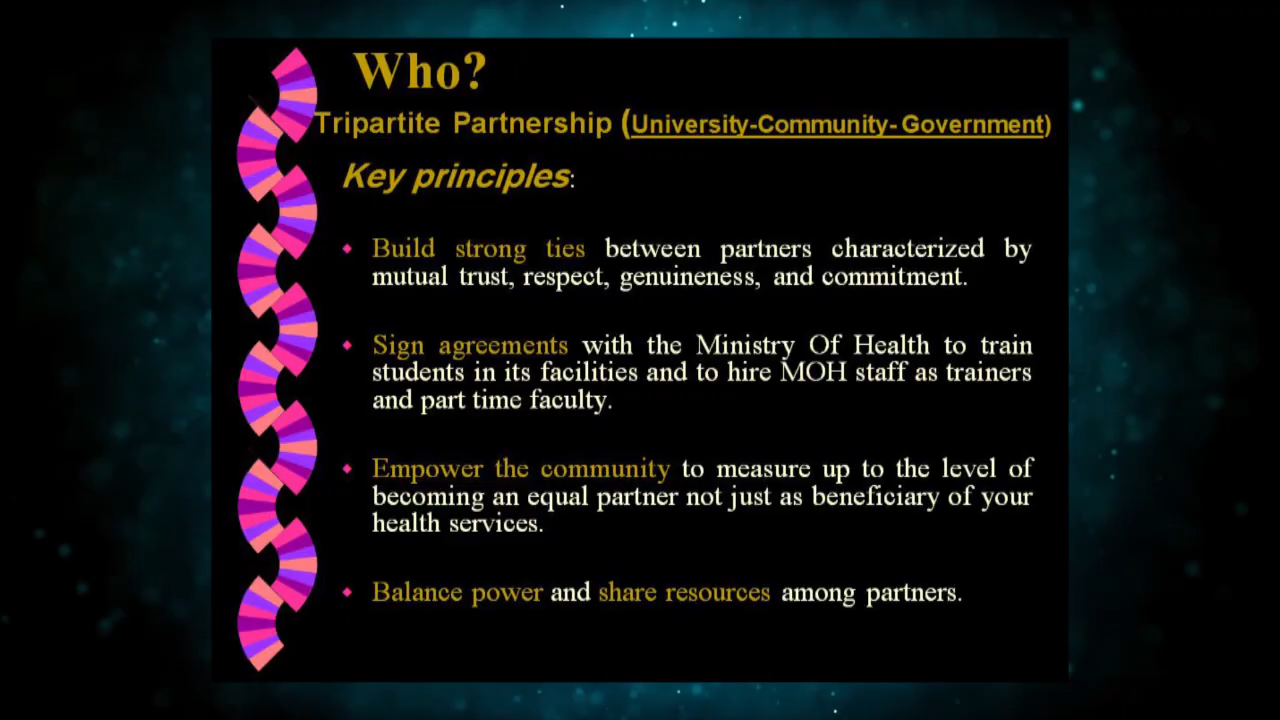 Who?
Tripartite Partnership (University-Community- Government)
Key principles:
Build strong ties between partners characterized by
mutual trust, respect, genuineness, and commitment.
Sign agreements with the Ministry Of Health to train
students in its facilities and to hire MOH staff as trainers
and part time faculty.
Empower the community to measure up to the level of
becoming an equal partner not just as beneficiary of your
health services.
Balance power and share resources among partners.